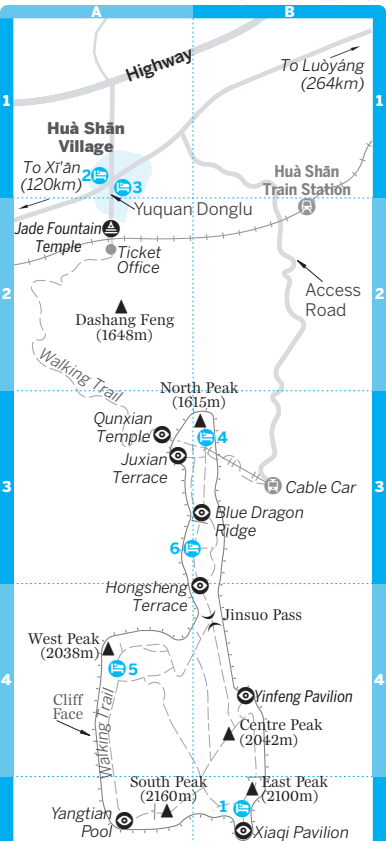 A
B
Highway
To Luòyáng
(264km)
1
1
Huà Shān
Village
To Xī'ān
(120km)
2
3
Huà Shān
Train Station
Yuquan Donglu
Jade Fountain
Temple
Ticket
Office
2
2
Access
Road
Dashang Feng
(1648m)
Walking Trail
North Peak
(1615m)
Qunxian
Temple
4
Juxian
Terrace
3
3
Cable Car
Blue Dragon
Ridge
6
Hongsheng
Terrace
Jinsuo Pass
West Peak
(2038m)
5
4
4
Cliff
Face
Walking Trail
Yinfeng Pavilion
Centre Peak
(2042m)
South Peak
(2160m)
East Peak
(2100m)
1
Yangtian
Pool
Xiaqi Pavilion